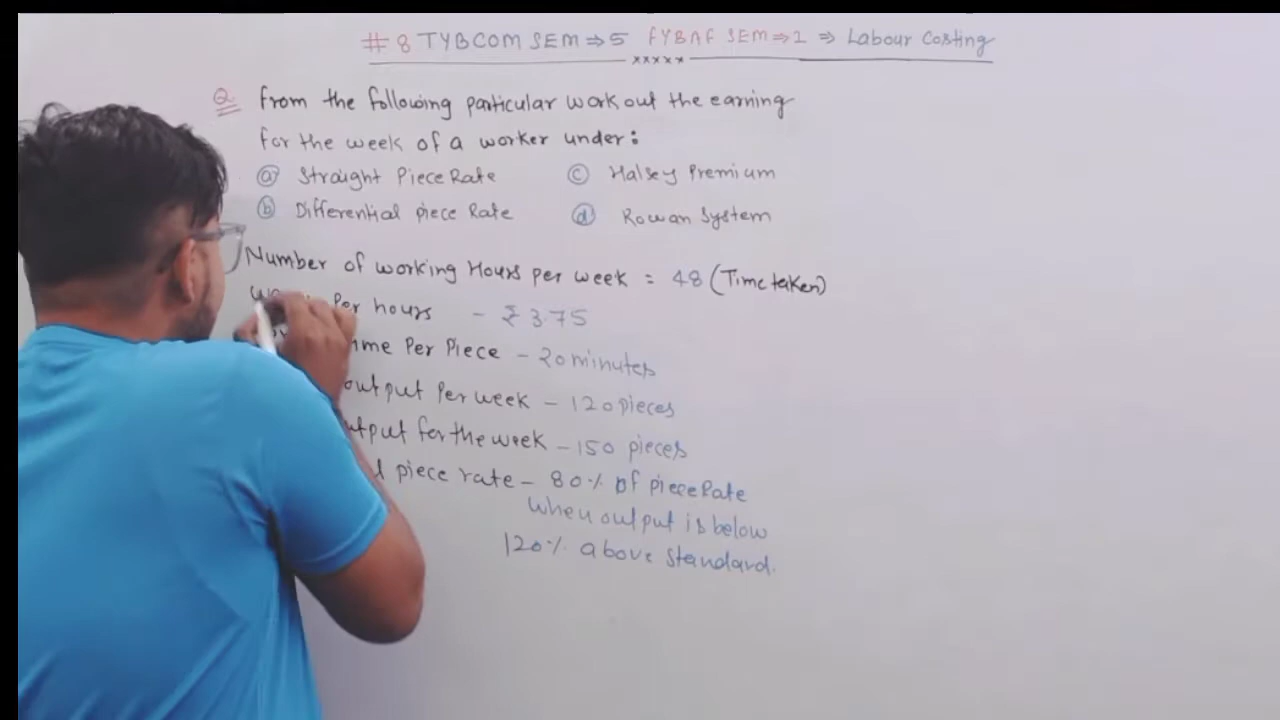 # 8 TYBCOM SEM ⇒ 5 FYBAF SEM ⇒ 1 ⇒ Labour Costing
xxxxx
Q From the following particular work out the earning
for the week of a worker under:
(a) Straight Piece Rate (c) Halsey Premium
(b) Differential piece Rate (d) Rowan System
Number of working Hours per week = 48 (Time taken)
Per hours - ₹ 3.75
Per Piece - 20 minutes
output Per week - 120 pieces
for the week - 150 pieces
piece rate - 80% of piece Rate
when output is below
120% above standard.